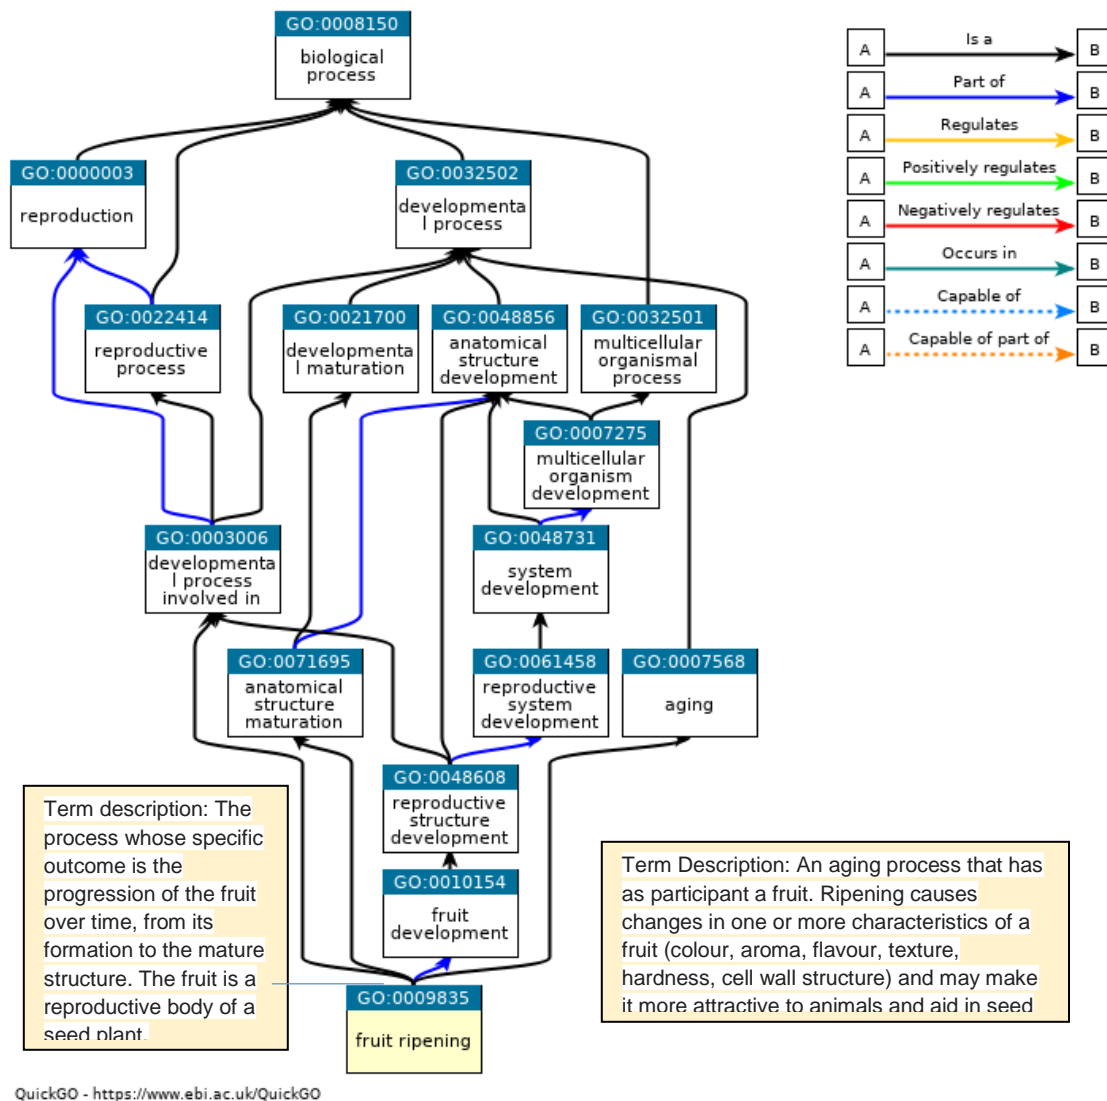 GO:0008150
biological
process
GO:0000003
reproduction
GO:0032502
developmenta
l process
GO:0022414
reproductive
process
GO:0021700
developmenta
l maturation
GO:0048856
anatomical
structure
development
GO:0032501
multicellular
organismal
process
GO:0007275
multicellular
organism
development
GO:0003006
developmenta
l process
involved in
GO:0048731
system
development
GO:0071695
anatomical
structure
maturation
GO:0061458
reproductive
system
development
GO:0007568
aging
GO:0048608
reproductive
structure
development
GO:0010154
fruit
development
GO:0009835
fruit ripening
A Is a B
A Part of B
A Regulates B
A Positively regulates B
A Negatively regulates B
A Occurs in B
A Capable of B
A Capable of part of B
Term description: The
process whose specific
outcome is the
progression of the fruit
over time, from its
formation to the mature
structure. The fruit is a
reproductive body of a
seed plant.
Term Description: An aging process that has
as participant a fruit. Ripening causes
changes in one or more characteristics of a
fruit (colour, aroma, flavour, texture,
hardness, cell wall structure) and may make
it more attractive to animals and aid in seed
QuickGO - https://www.ebi.ac.uk/QuickGO